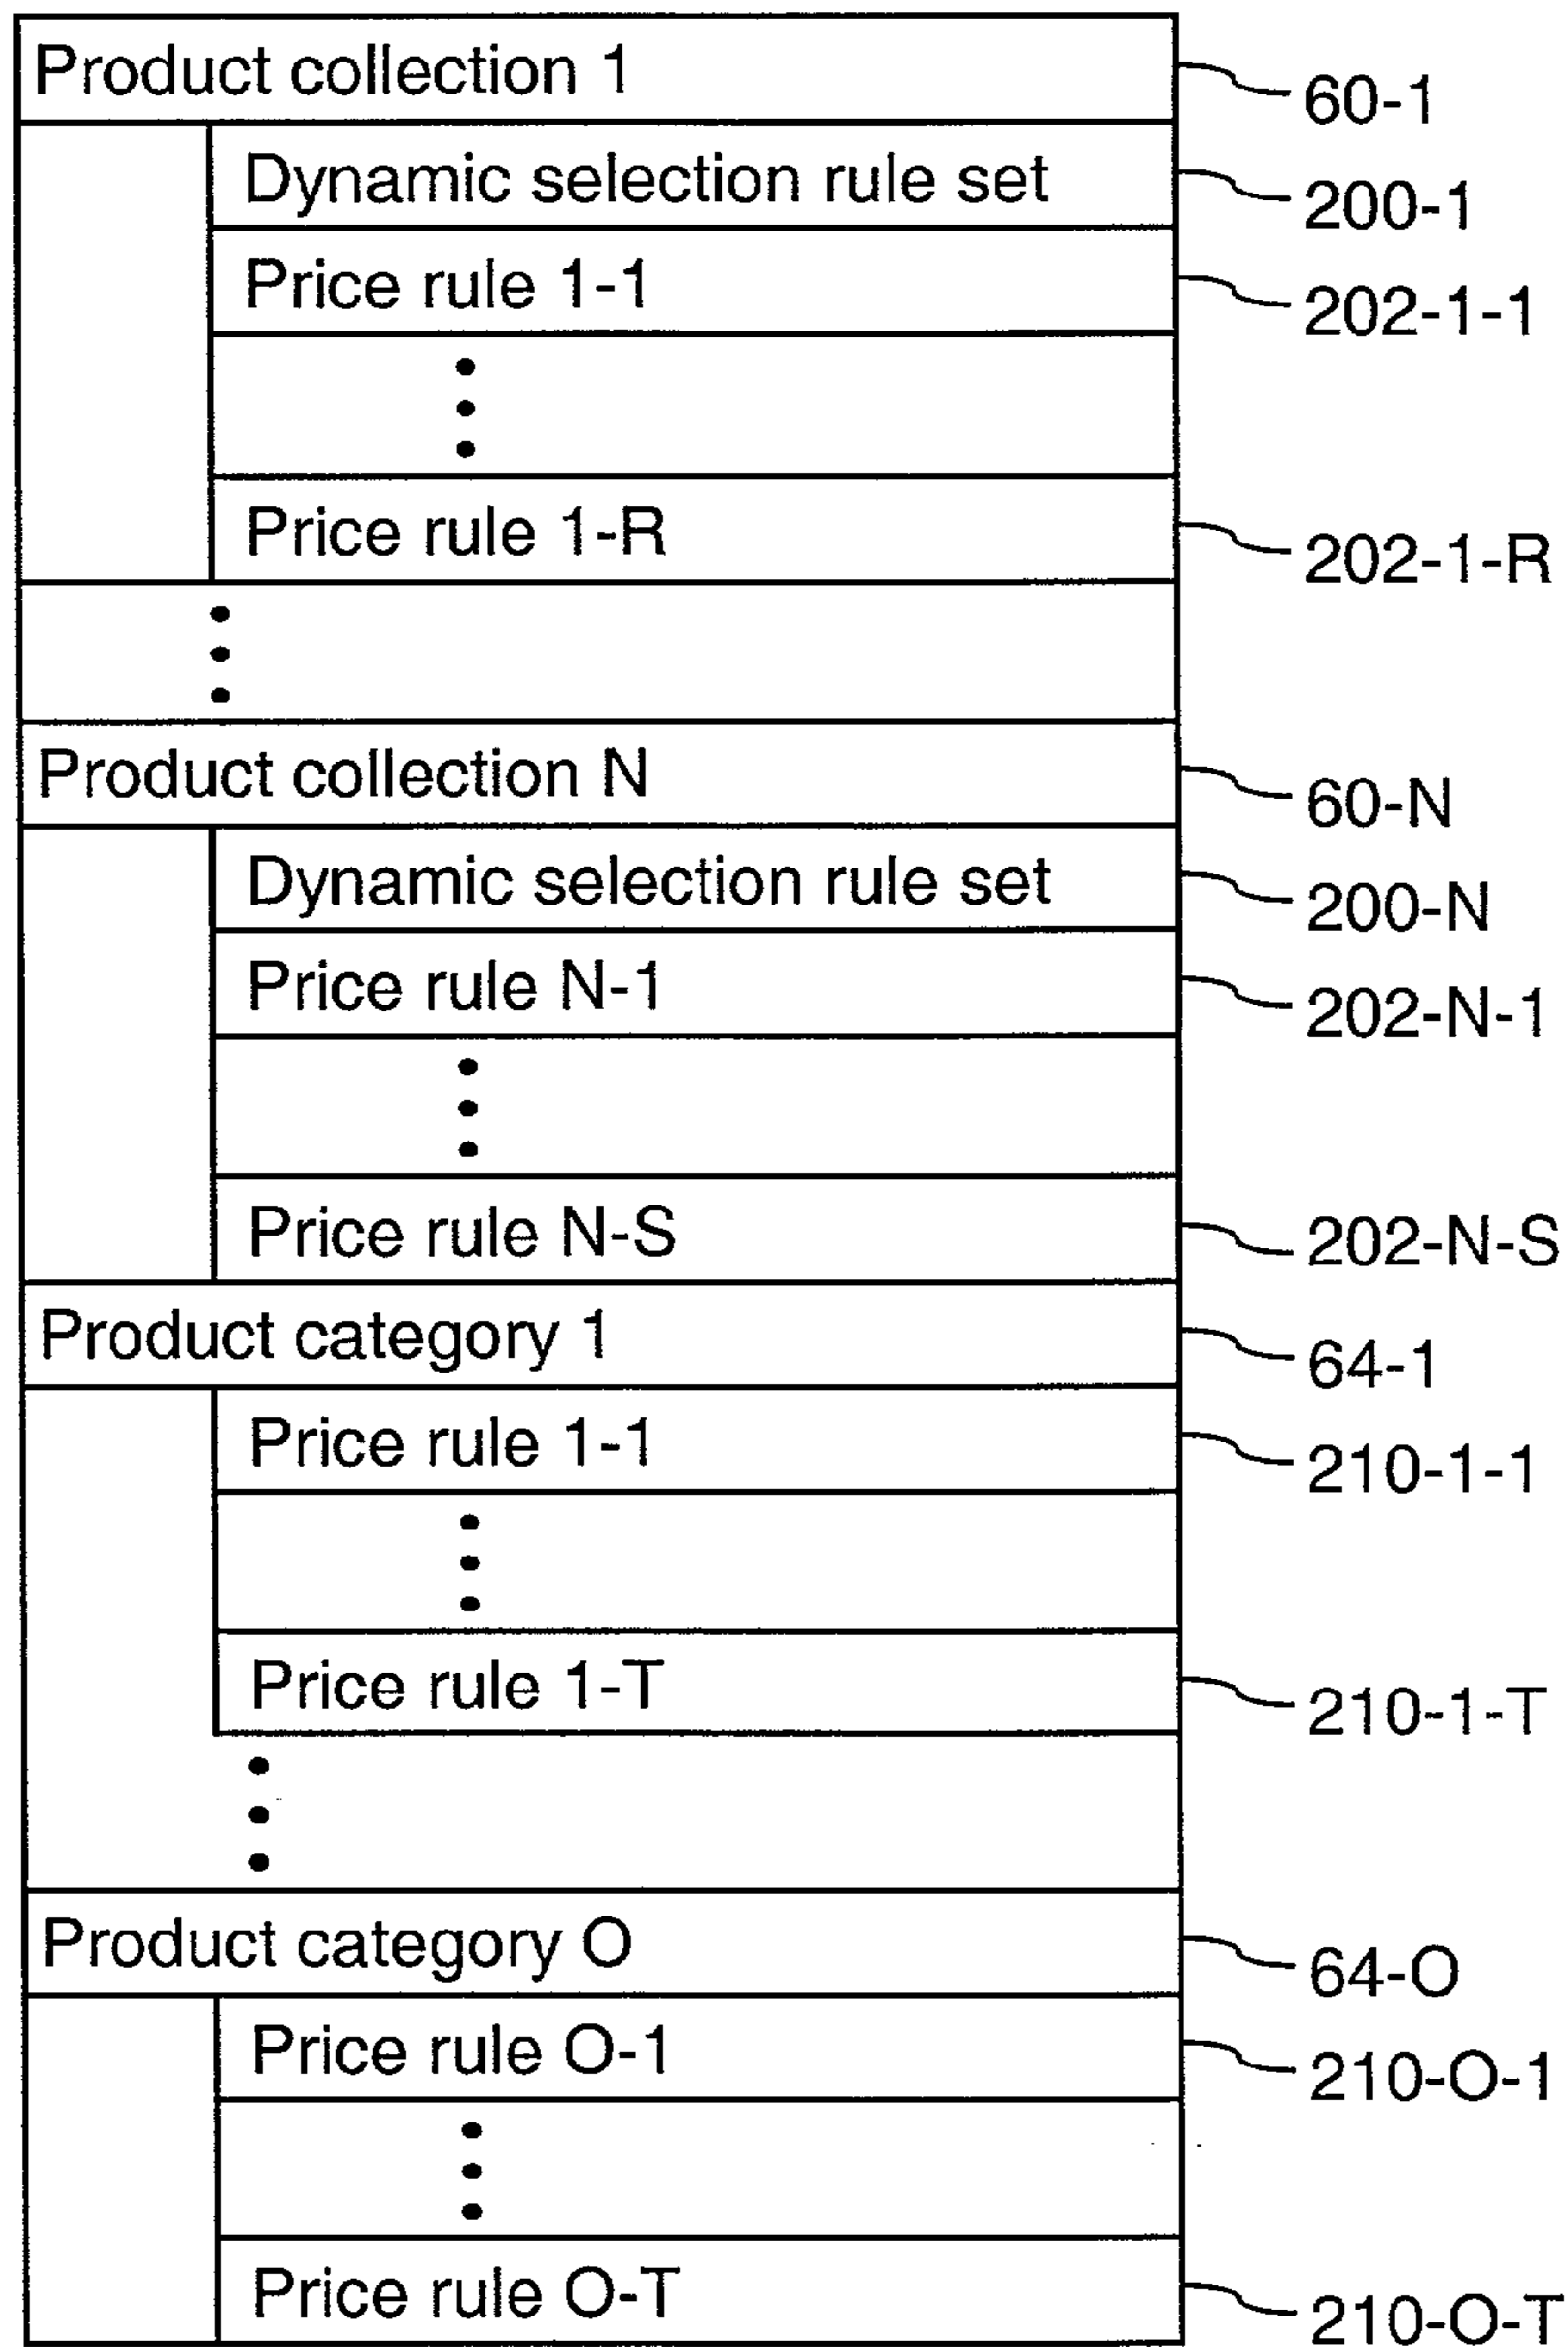 Product collection 1 60-1
Dynamic selection rule set 200-1
Price rule 1-1 202-1-1
Price rule 1-R 202-1-R
Product collection N 60-N
Dynamic selection rule set 200-N
Price rule N-1 202-N-1
Price rule N-S 202-N-S
Product category 1 64-1
Price rule 1-1 210-1-1
Price rule 1-T 210-1-T
Product category O 64-O
Price rule O-1 210-O-1
Price rule O-T 210-O-T